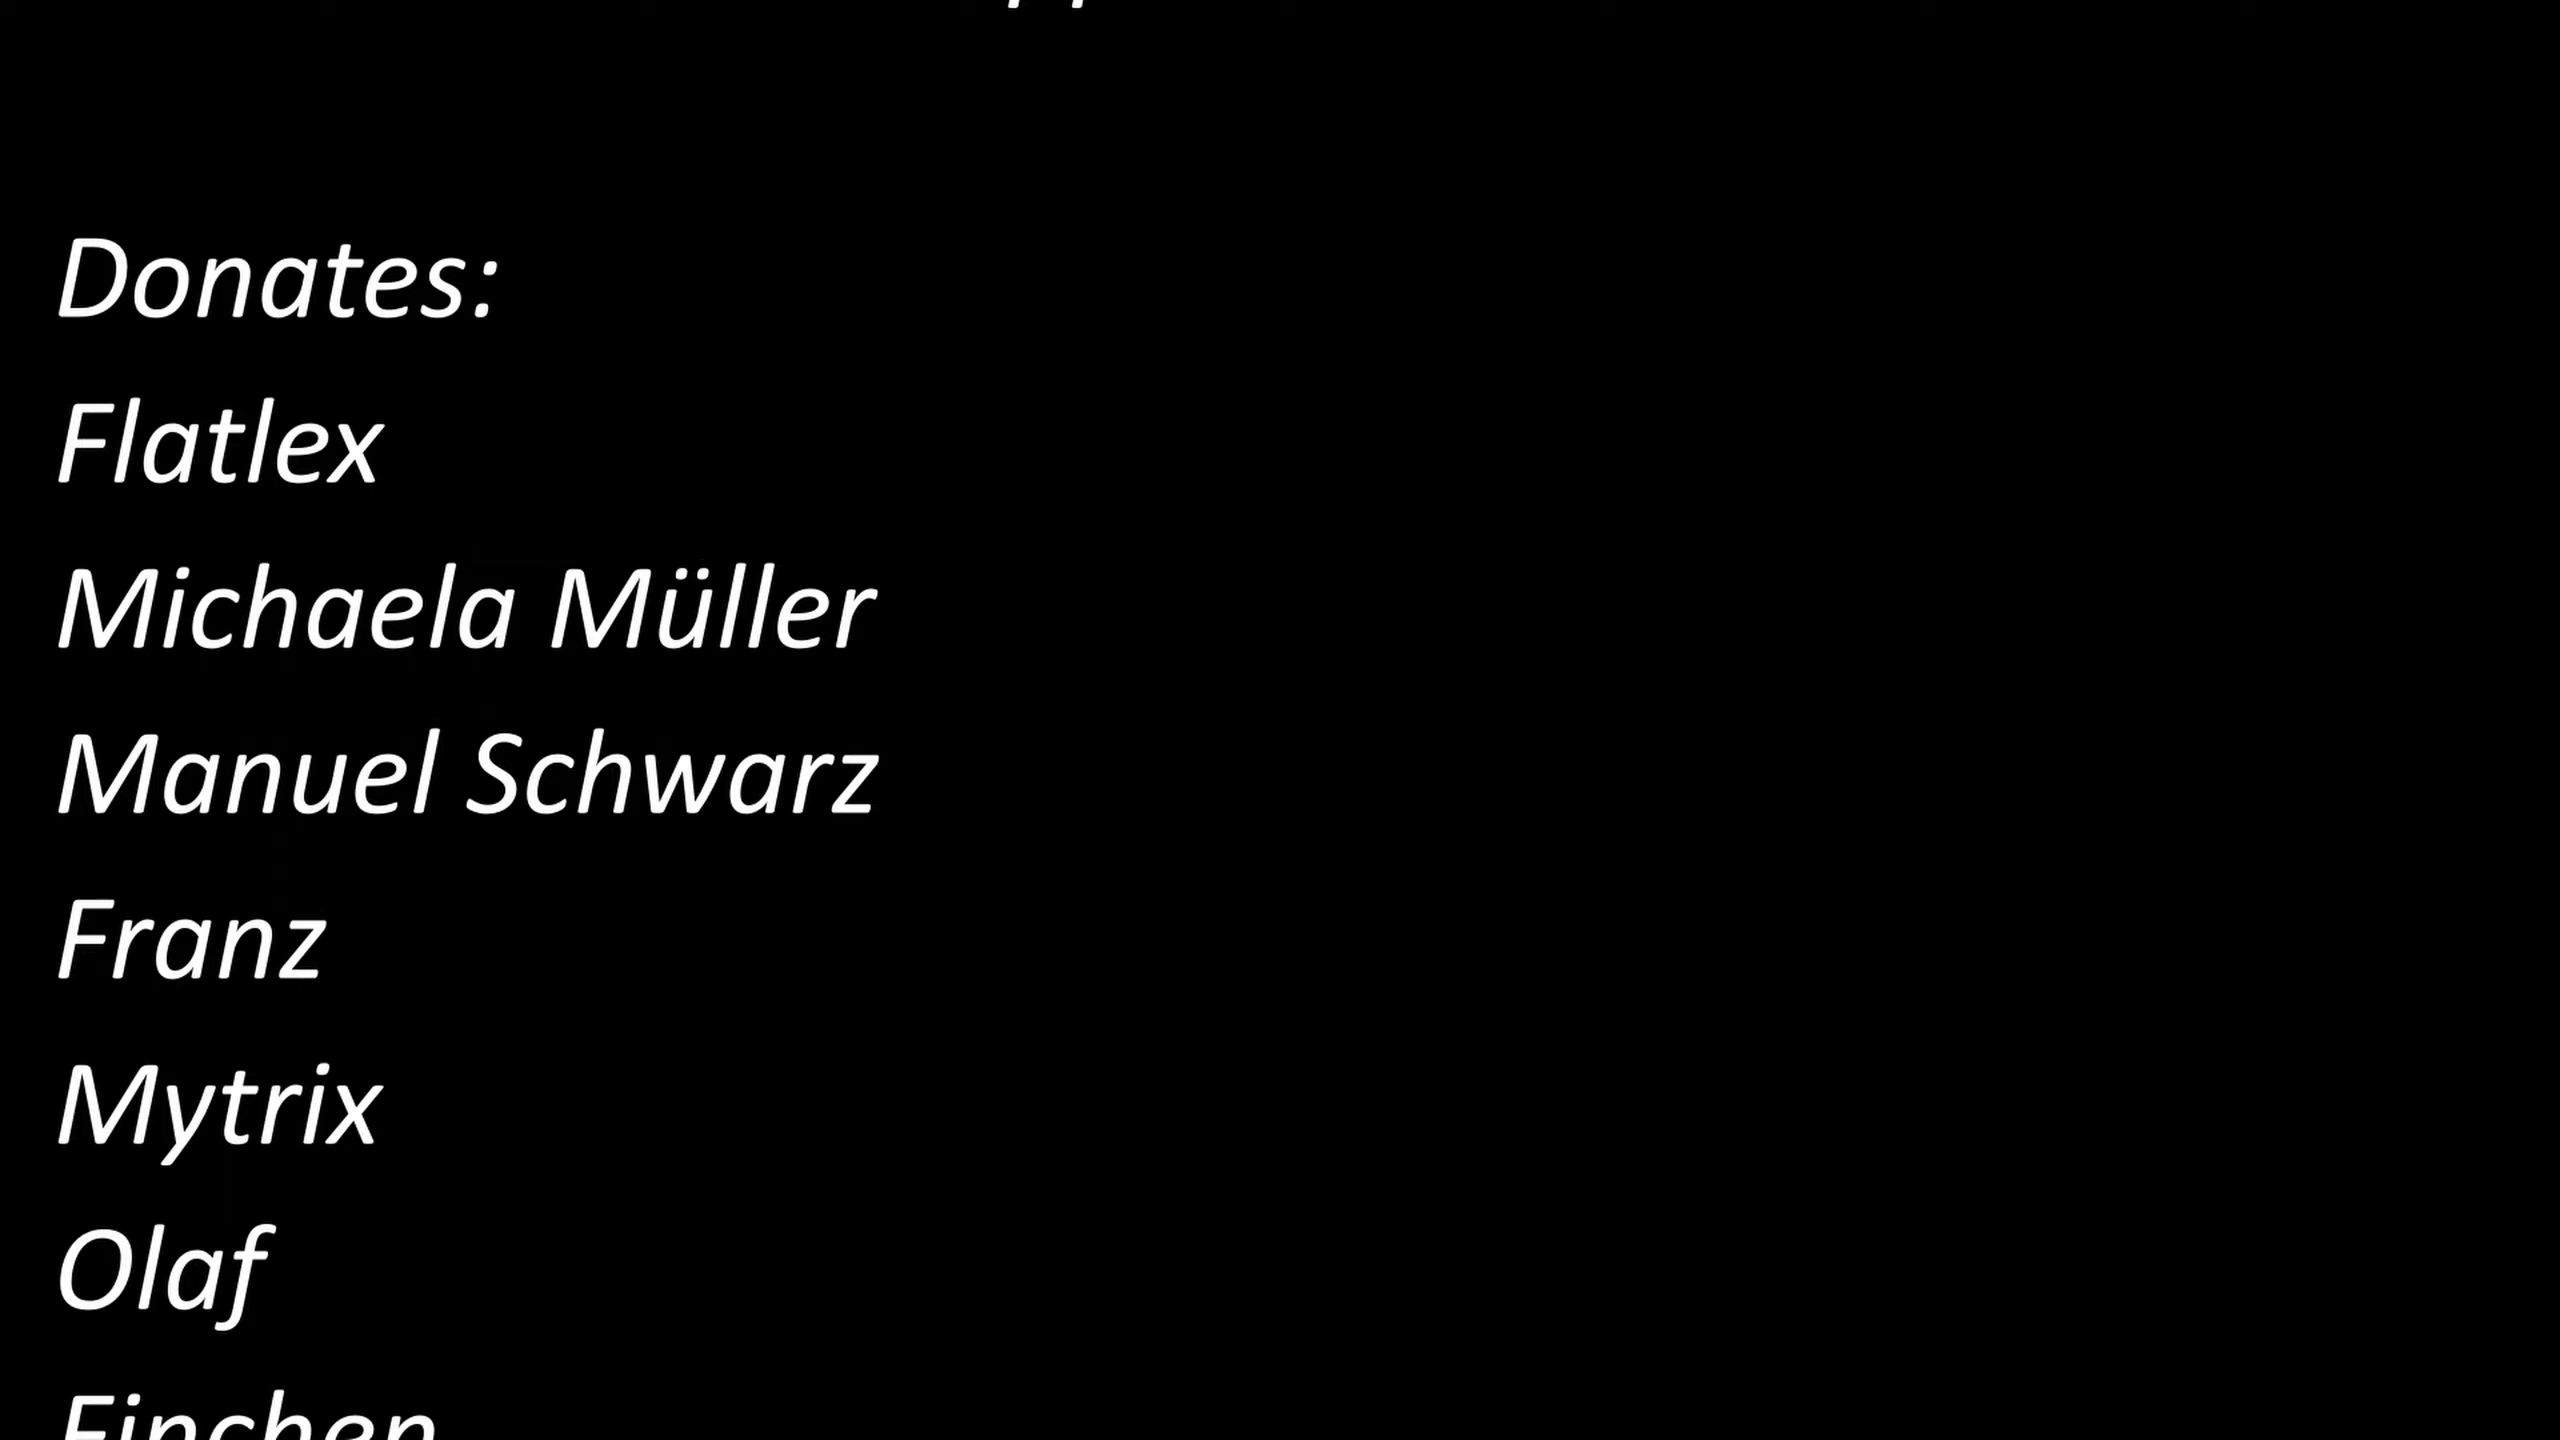 Donates:
Flatlex
Michaela Müller
Manuel Schwarz
Franz
Mytrix
Olaf